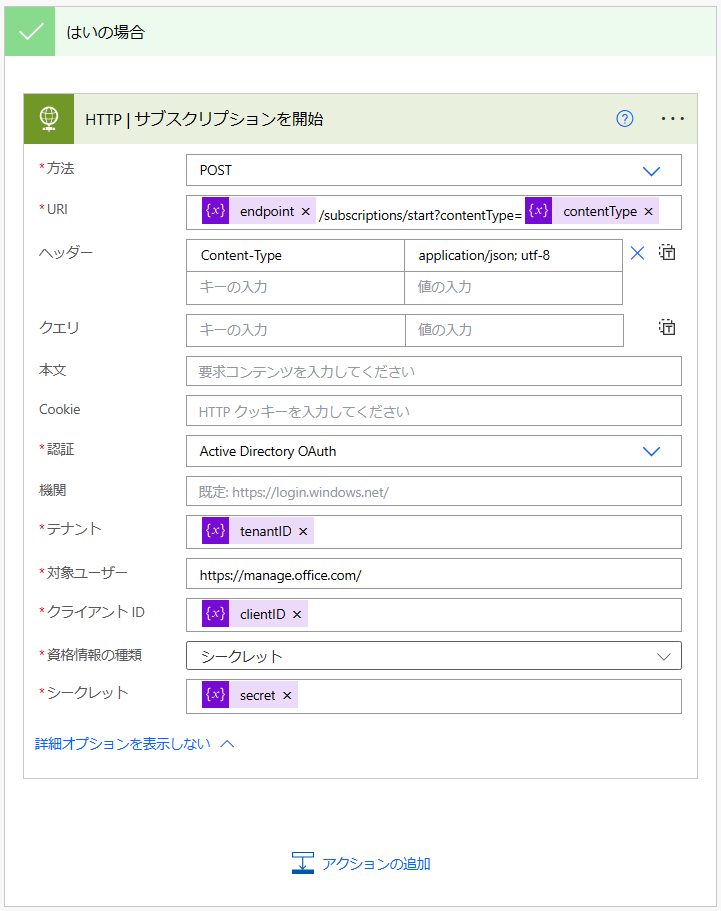 はいの場合
HTTP | サブスクリプションを開始
* 方法 POST
* URI {x} endpoint × /subscriptions/start?contentType= {x} contentType ×
ヘッダー Content-Type application/json; utf-8
キーの入力 値の入力
クエリ キーの入力 値の入力
本文 要求コンテンツを入力してください
Cookie HTTP クッキーを入力してください
* 認証 Active Directory OAuth
機関 既定: https://login.windows.net/
* テナント {x} tenantID ×
* 対象ユーザー https://manage.office.com/
* クライアント ID {x} clientID ×
* 資格情報の種類 シークレット
* シークレット {x} secret ×
詳細オプションを表示しない
アクションの追加